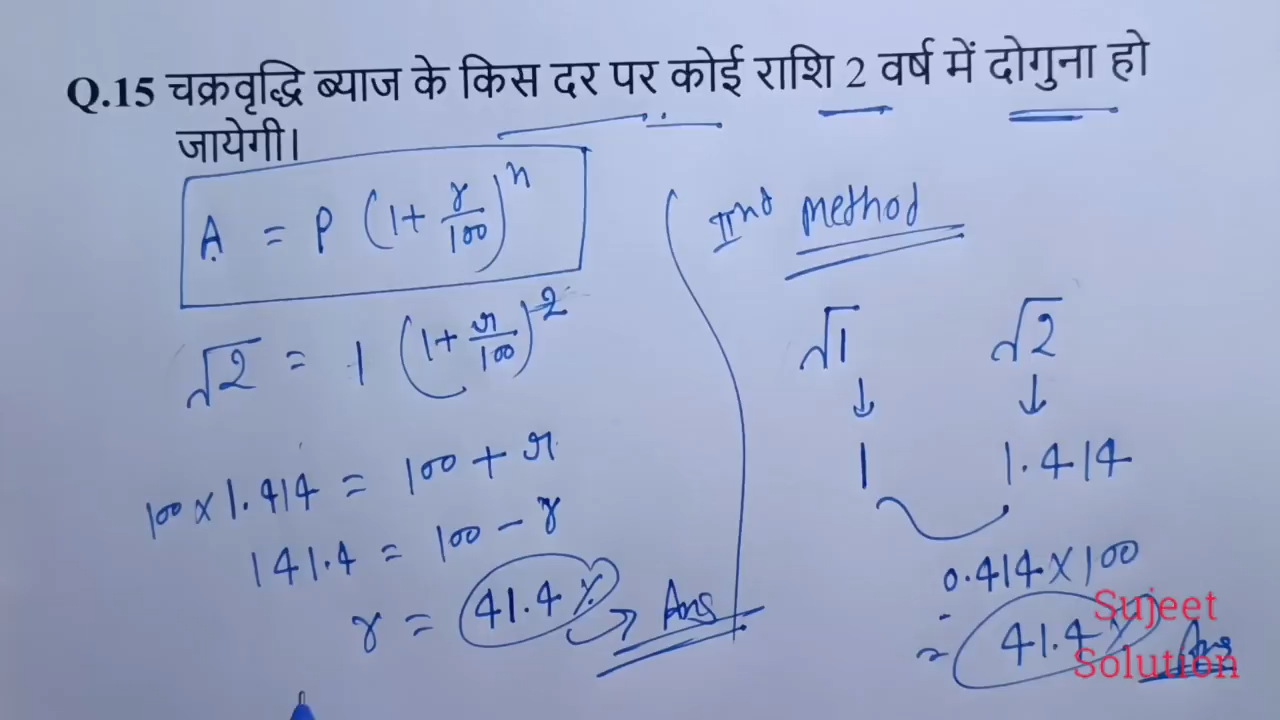 Q.15 चक्रवृद्धि ब्याज के किस दर पर कोई राशि 2 वर्ष में दोगुना हो
जायेगी।
A = P (1 + r/100)^n
√2 = 1 (1 + r/100)^2
100 × 1.414 = 100 + r
141.4 = 100 - r
r = 41.4% → Ans
IInd method
√1 √2
↓ ↓
1 1.414
0.414 × 100
= 41.4% Ans
Sujeet
Solution